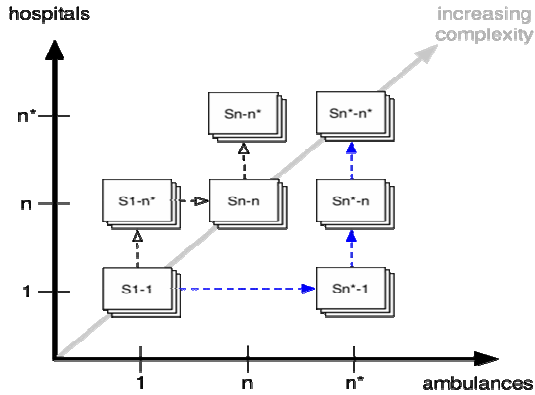 hospitals
increasing
complexity
n*
Sn-n*
Sn*-n*
n
S1-n*
Sn-n
Sn*-n
1
S1-1
Sn*-1
1
n
n*
ambulances